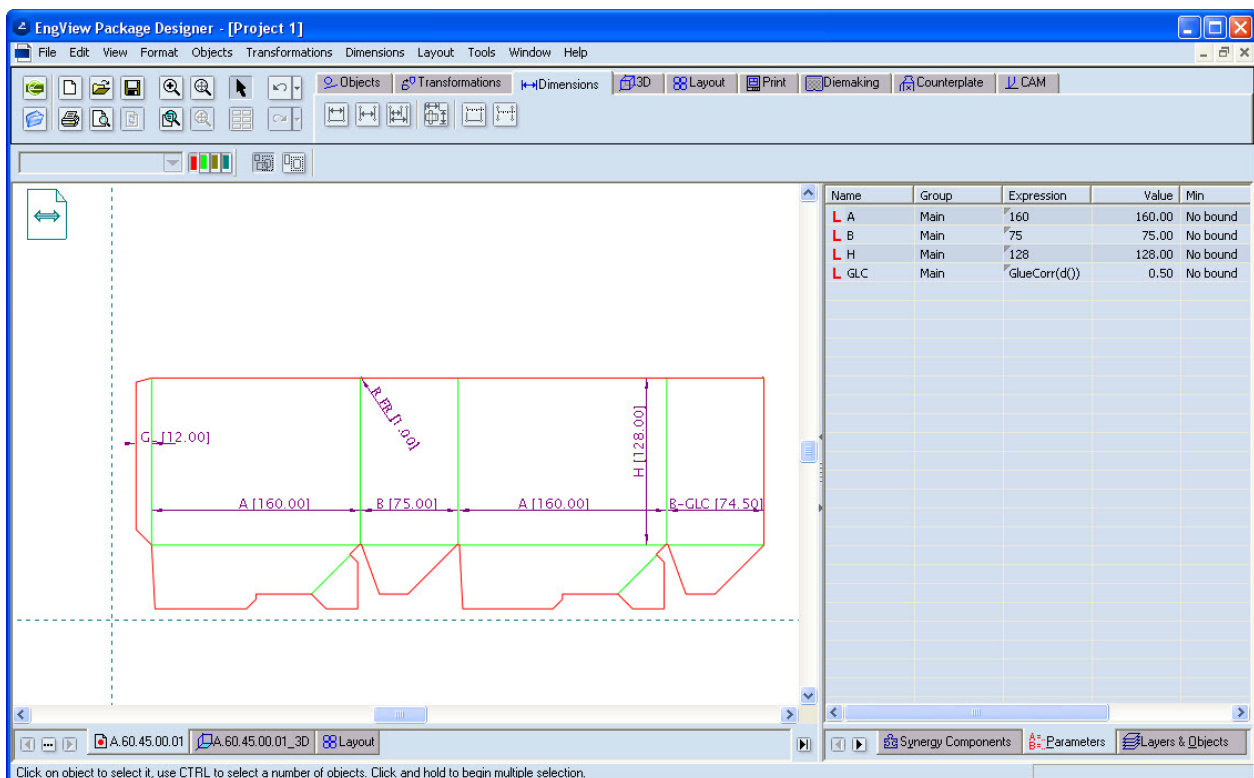 EngView Package Designer - [Project 1]
File Edit View Format Objects Transformations Dimensions Layout Tools Window Help
Objects Transformations Dimensions 3D Layout Print Diemaking Counterplate CAM
Name Group Expression Value Min
L A Main 160 160.00 No bound
L B Main 75 75.00 No bound
L H Main 128 128.00 No bound
L GLC Main GlueCorr(d()) 0.50 No bound
R_FR [1.00]
G_ [12.00]
H [128.00]
A [160.00] B [75.00] A [160.00] B-GLC [74.50]
A.60.45.00.01 A.60.45.00.01_3D Layout
Synergy Components Parameters Layers & Objects
Click on object to select it, use CTRL to select a number of objects. Click and hold to begin multiple selection.